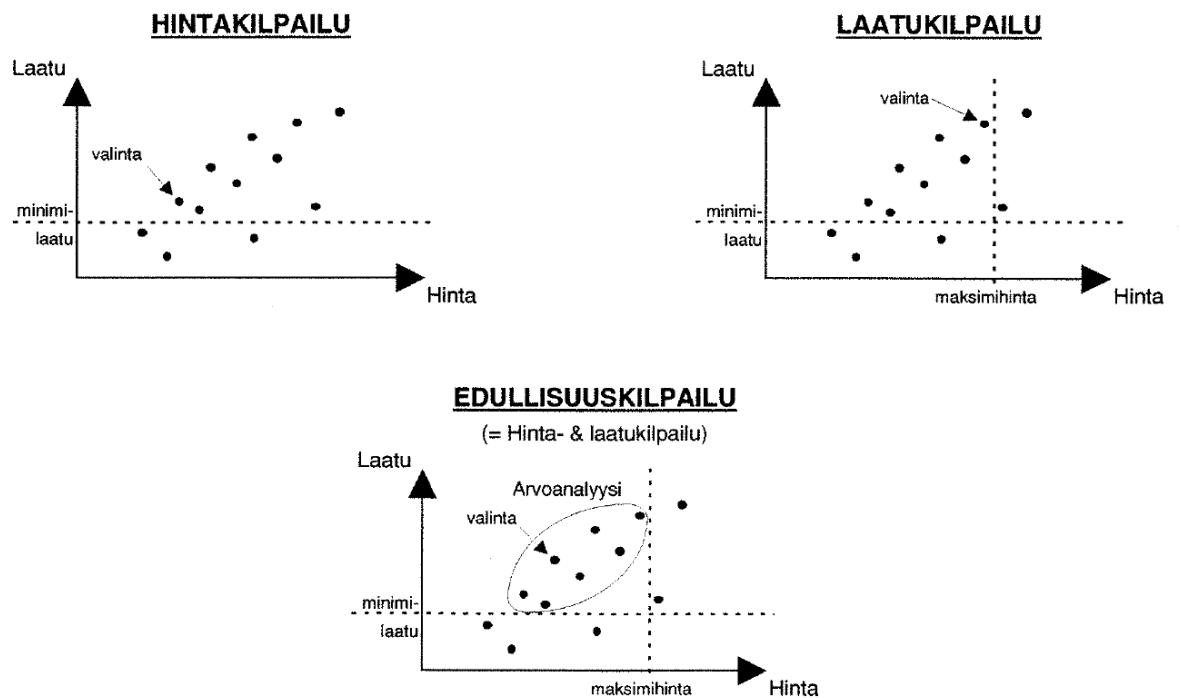 HINTAKILPAILU
Laatu
valinta
minimi-
laatu
Hinta
LAATUKILPAILU
Laatu
valinta
minimi-
laatu
maksimihinta
Hinta
EDULLISUUSKILPAILU
(= Hinta- & laatukilpailu)
Laatu
Arvoanalyysi
valinta
minimi-
laatu
maksimihinta
Hinta